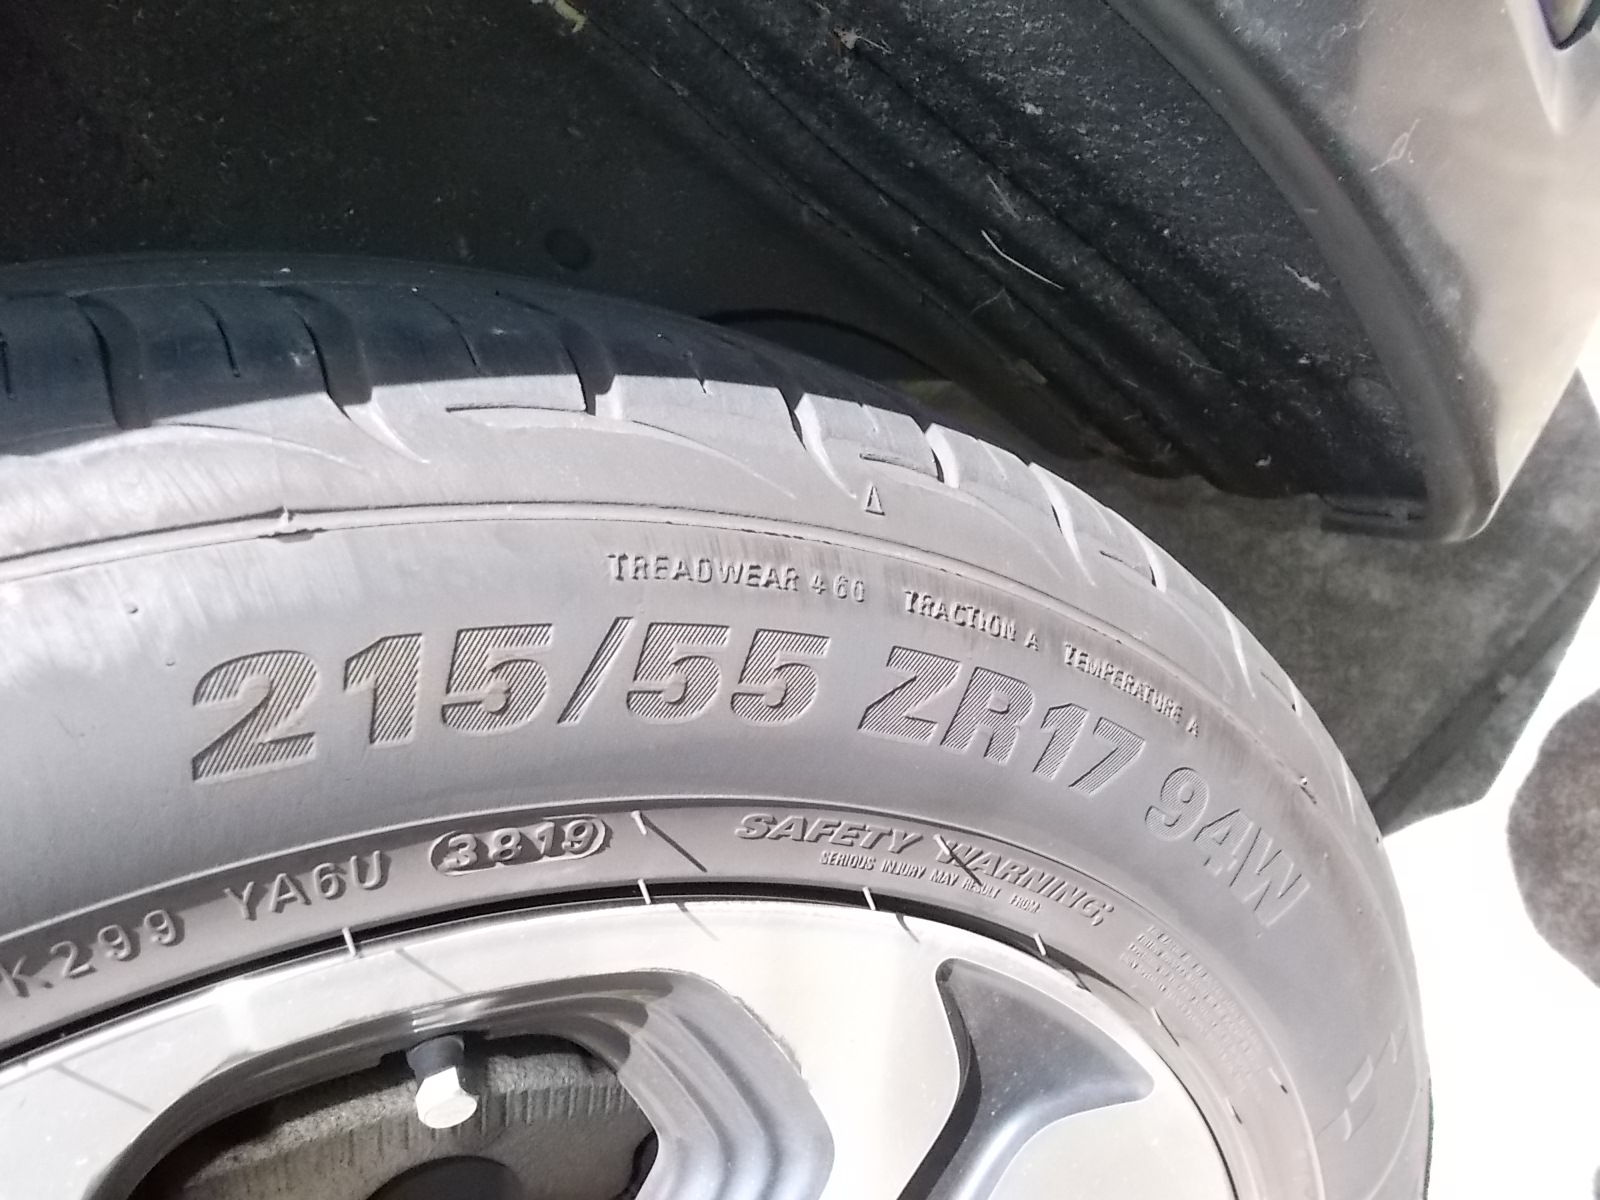 TREADWEAR 460 TRACTION A TEMPERATURE A
215/55 ZR17 94W
K299 YA6U 3819
SAFETY WARNING;
SERIOUS INJURY MAY RESULT FROM